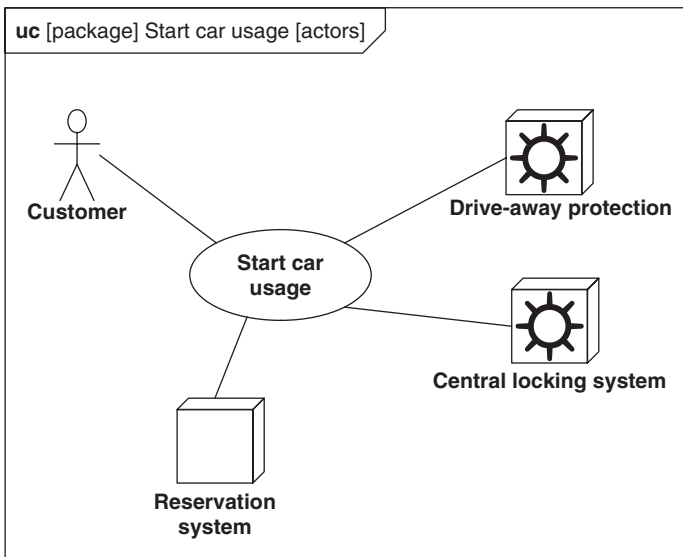 uc [package] Start car usage [actors]
Customer
Drive-away protection
Start car
usage
Central locking system
Reservation
system